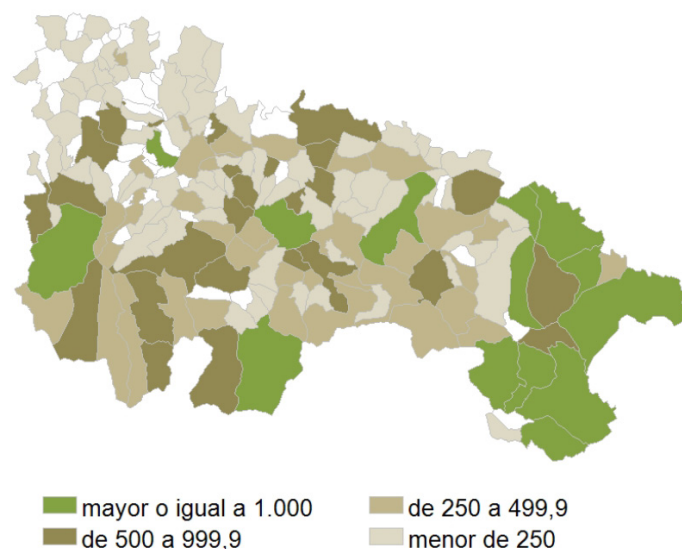 mayor o igual a 1.000
de 250 a 499,9
de 500 a 999,9
menor de 250